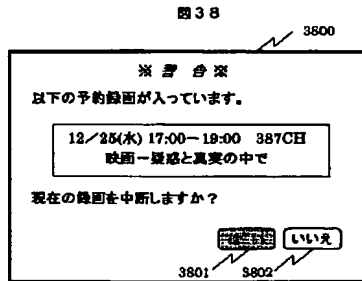 図38
3800
※ 警 告 ※
以下の予約録画が入っています。
12/25(水) 17:00~19:00 387CH
映画-疑惑と真実の中で
現在の録画を中断しますか?
はい いいえ
3801 3802